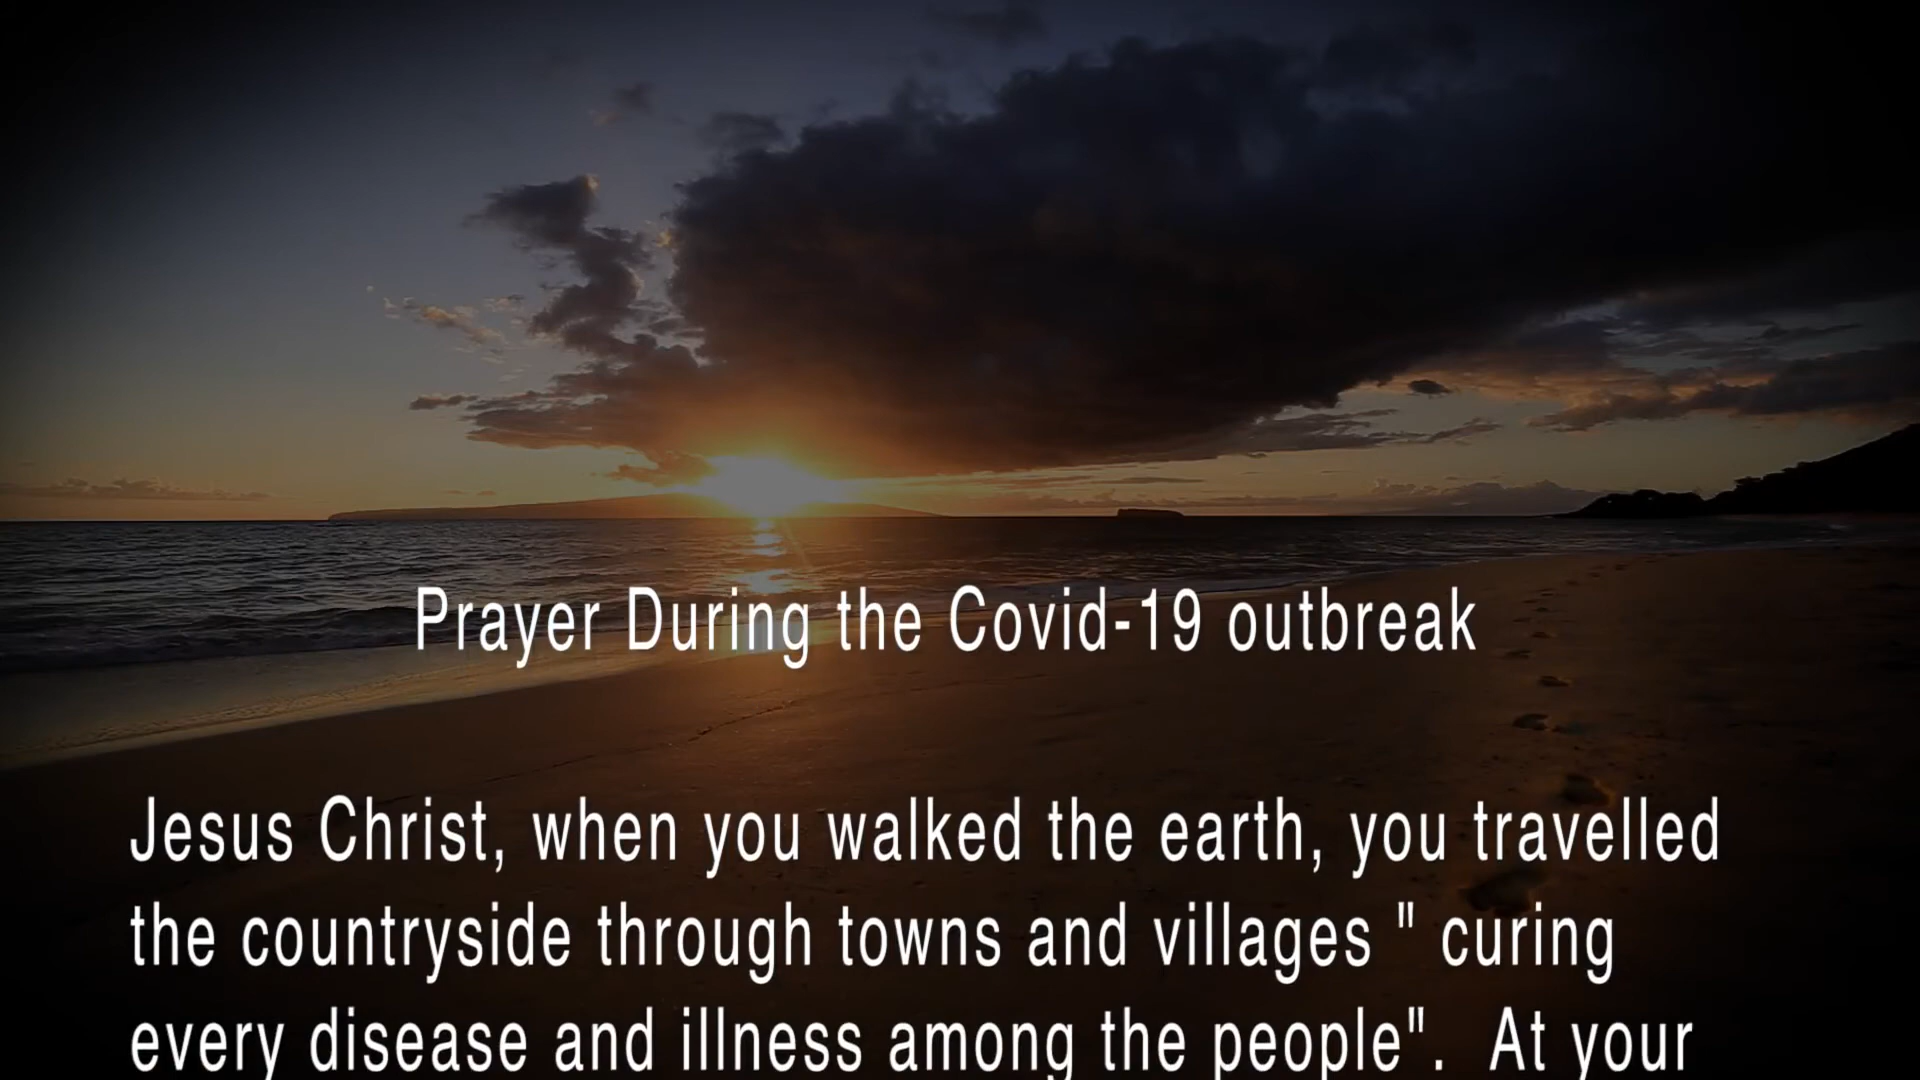 Prayer During the Covid-19 outbreak
Jesus Christ, when you walked the earth, you travelled
the countryside through towns and villages " curing
every disease and illness among the people".  At your